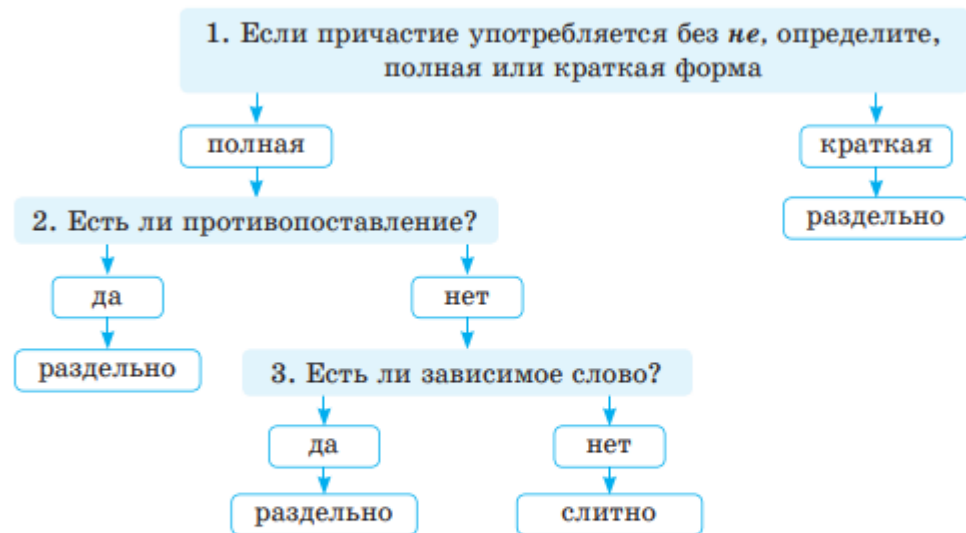 1. Если причастие употребляется без не, определите,
полная или краткая форма
полная
краткая
раздельно
2. Есть ли противопоставление?
да
нет
раздельно
3. Есть ли зависимое слово?
да
нет
раздельно
слитно